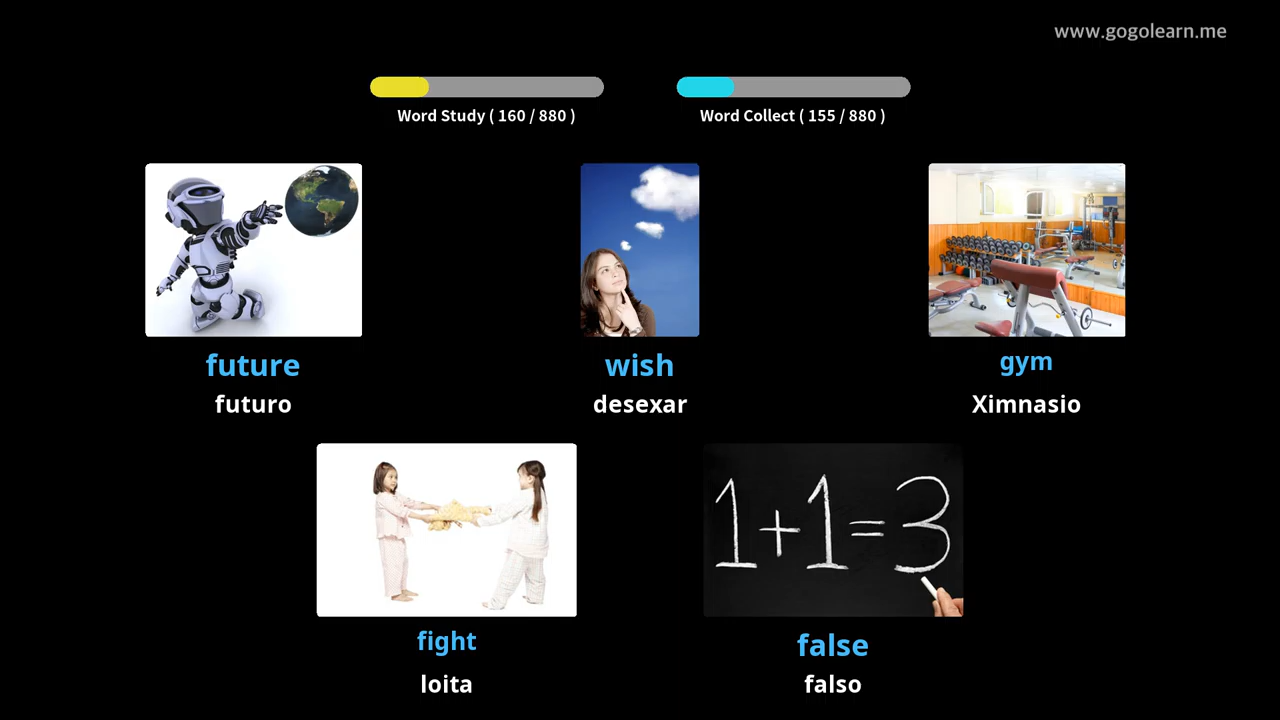 www.gogolearn.me
Word Study ( 160 / 880 )
Word Collect ( 155 / 880 )
future
wish
gym
futuro
desexar
Ximnasio
1+1=3
fight
false
loita
falso